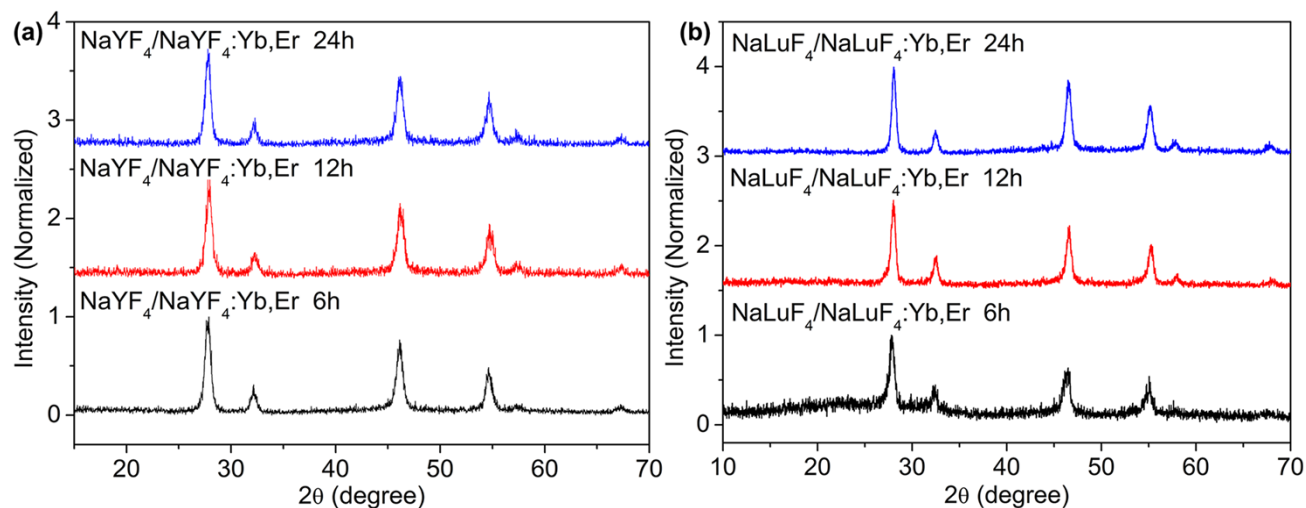 (a)
4
NaYF₄/NaYF₄:Yb,Er 24h
3
NaYF₄/NaYF₄:Yb,Er 12h
2
NaYF₄/NaYF₄:Yb,Er 6h
1
0
Intensity (Normalized)
20 30 40 50 60 70
2θ (degree)
(b)
NaLuF₄/NaLuF₄:Yb,Er 24h
4
3
NaLuF₄/NaLuF₄:Yb,Er 12h
2
NaLuF₄/NaLuF₄:Yb,Er 6h
1
0
Intensity (Normalized)
10 20 30 40 50 60 70
2θ (degree)